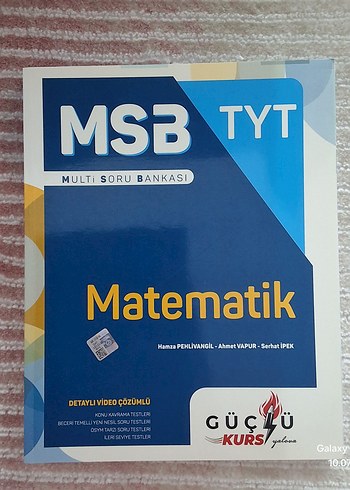 MSB
TYT
MULTİ SORU BANKASI
Matematik
Hamza PEHLİVANGİL - Ahmet VAPUR - Serhat İPEK
DETAYLI VİDEO ÇÖZÜMLÜ
KONU KAVRAMA TESTLERİ
BECERİ TEMELLİ YENİ NESİL SORU TESTLERİ
ÖSYM TARZI SORU TESTLERİ
İLERİ SEVİYE TESTLER
GÜÇLÜ
KURS yalova
Galaxy